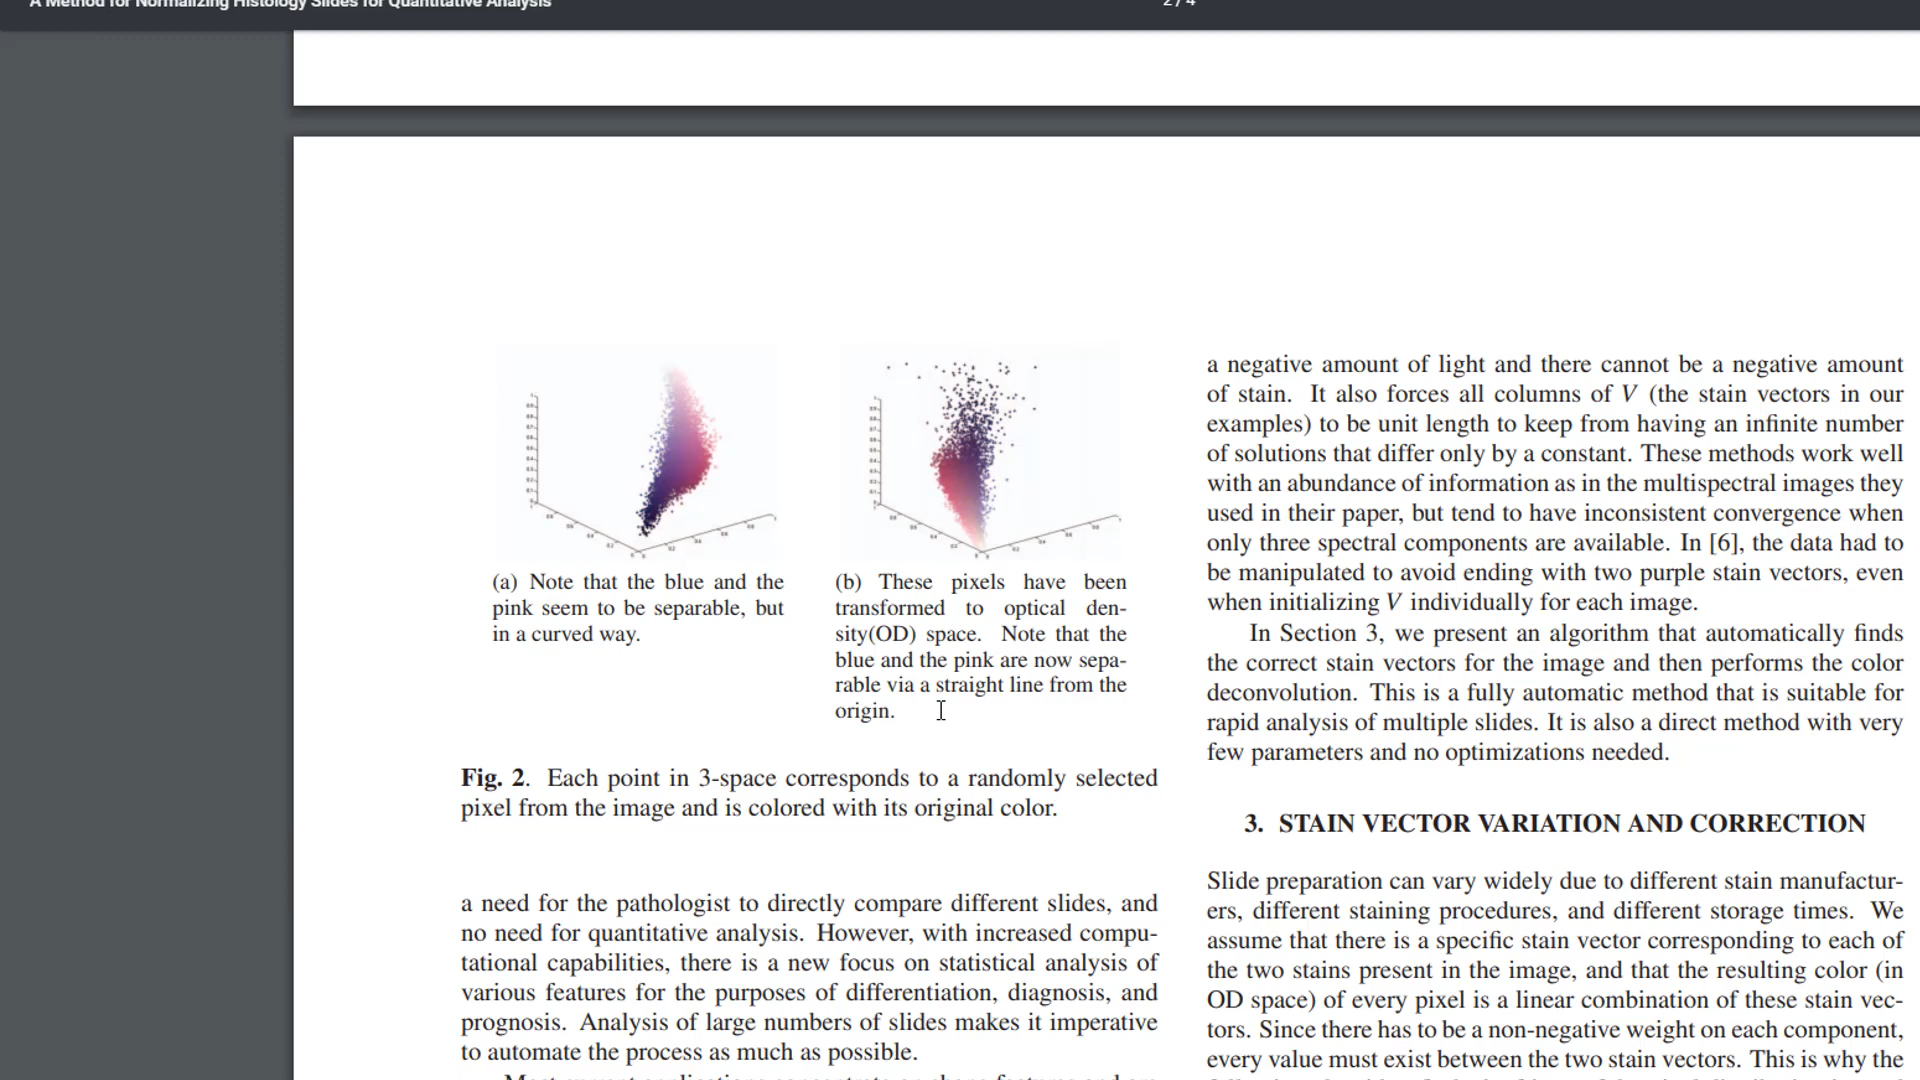 A Method for Normalizing Histology Slides for Quantitative Analysis
2 / 4
(a) Note that the blue and the
pink seem to be separable, but
in a curved way.
(b) These pixels have been
transformed to optical den-
sity(OD) space. Note that the
blue and the pink are now sepa-
rable via a straight line from the
origin.
Fig. 2. Each point in 3-space corresponds to a randomly selected
pixel from the image and is colored with its original color.
a need for the pathologist to directly compare different slides, and
no need for quantitative analysis. However, with increased compu-
tational capabilities, there is a new focus on statistical analysis of
various features for the purposes of differentiation, diagnosis, and
prognosis. Analysis of large numbers of slides makes it imperative
to automate the process as much as possible.
a negative amount of light and there cannot be a negative amount
of stain. It also forces all columns of V (the stain vectors in our
examples) to be unit length to keep from having an infinite number
of solutions that differ only by a constant. These methods work well
with an abundance of information as in the multispectral images they
used in their paper, but tend to have inconsistent convergence when
only three spectral components are available. In [6], the data had to
be manipulated to avoid ending with two purple stain vectors, even
when initializing V individually for each image.
In Section 3, we present an algorithm that automatically finds
the correct stain vectors for the image and then performs the color
deconvolution. This is a fully automatic method that is suitable for
rapid analysis of multiple slides. It is also a direct method with very
few parameters and no optimizations needed.
3. STAIN VECTOR VARIATION AND CORRECTION
Slide preparation can vary widely due to different stain manufactur-
ers, different staining procedures, and different storage times. We
assume that there is a specific stain vector corresponding to each of
the two stains present in the image, and that the resulting color (in
OD space) of every pixel is a linear combination of these stain vec-
tors. Since there has to be a non-negative weight on each component,
every value must exist between the two stain vectors. This is why the